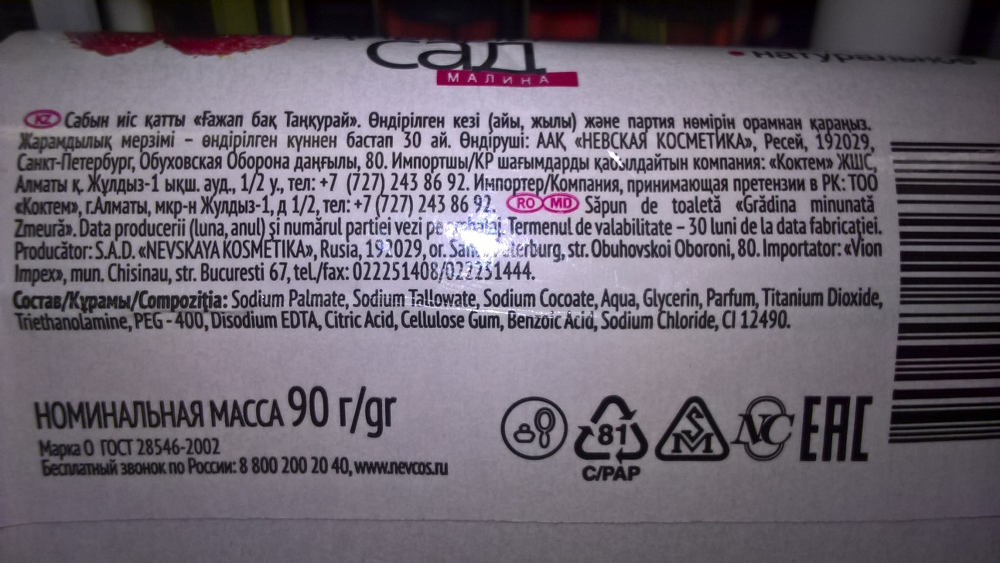 сад
МАЛИНА
натуральное
KZ Сабын иіс қатты «Ғажап бақ Таңқурай». Өндірілген кезі (айы, жылы) және партия нөмірін орамнан қараңыз.
Жарамдылық мерзімі – өндірілген күннен бастап 30 ай. Өндіруші: ААҚ «НЕВСКАЯ КОСМЕТИКА», Ресей, 192029,
Санкт-Петербург, Обуховская Оборона даңғылы, 80. Импортшы/КР шағымдарды қабылдайтын компания: «Коктем» ЖШС,
Алматы қ. Жұлдыз-1 ықш. ауд., 1/2 у., тел: +7 (727) 243 86 92. Импортер/Компания, принимающая претензии в РК: ТОО
«Коктем», г.Алматы, мкр-н Жулдыз-1, д 1/2, тел: +7 (727) 243 86 92. RO MD Săpun de toaletă «Grădina minunată
Zmeură». Data producerii (luna, anul) şi numărul partiei vezi pe Termenul de valabilitate – 30 luni de la data fabricaţiei.
Producător: S.A.D. «NEVSKAYA KOSMETIKA», Rusia, 192029, or. str. Obuhovskoi Oboroni, 80. Importator: «Vion
Impex», mun. Chisinau, str. Bucuresti 67, tel./fax: 022251408/022251444.
Состав/Құрамы/Compoziţia: Sodium Palmate, Sodium Tallowate, Sodium Cocoate, Aqua, Glycerin, Parfum, Titanium Dioxide,
Triethanolamine, PEG - 400, Disodium EDTA, Citric Acid, Cellulose Gum, Benzoic Acid, Sodium Chloride, CI 12490.
НОМИНАЛЬНАЯ МАССА 90 г/gr
Марка О ГОСТ 28546-2002
Бесплатный звонок по России: 8 800 200 20 40, www.nevcos.ru
81
C/PAP
NC
EAC